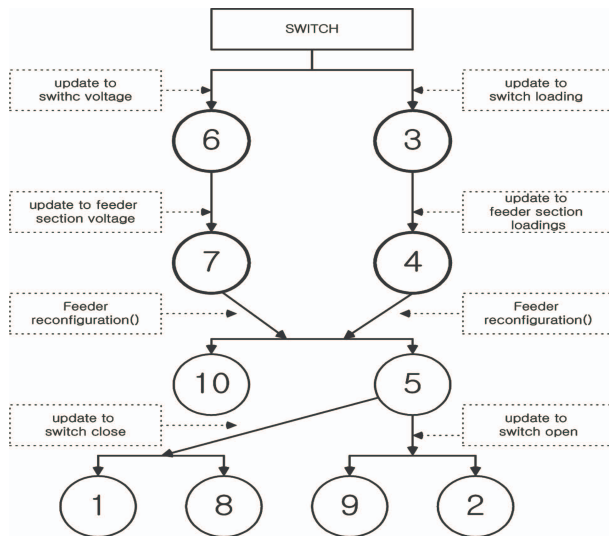 SWITCH
update to
swithc voltage
update to
switch loading
6
3
update to feeder
section voltage
update to
feeder section
loadings
7
4
Feeder
reconfiguration()
Feeder
reconfiguration()
10
5
update to
switch close
update to
switch open
1
8
9
2